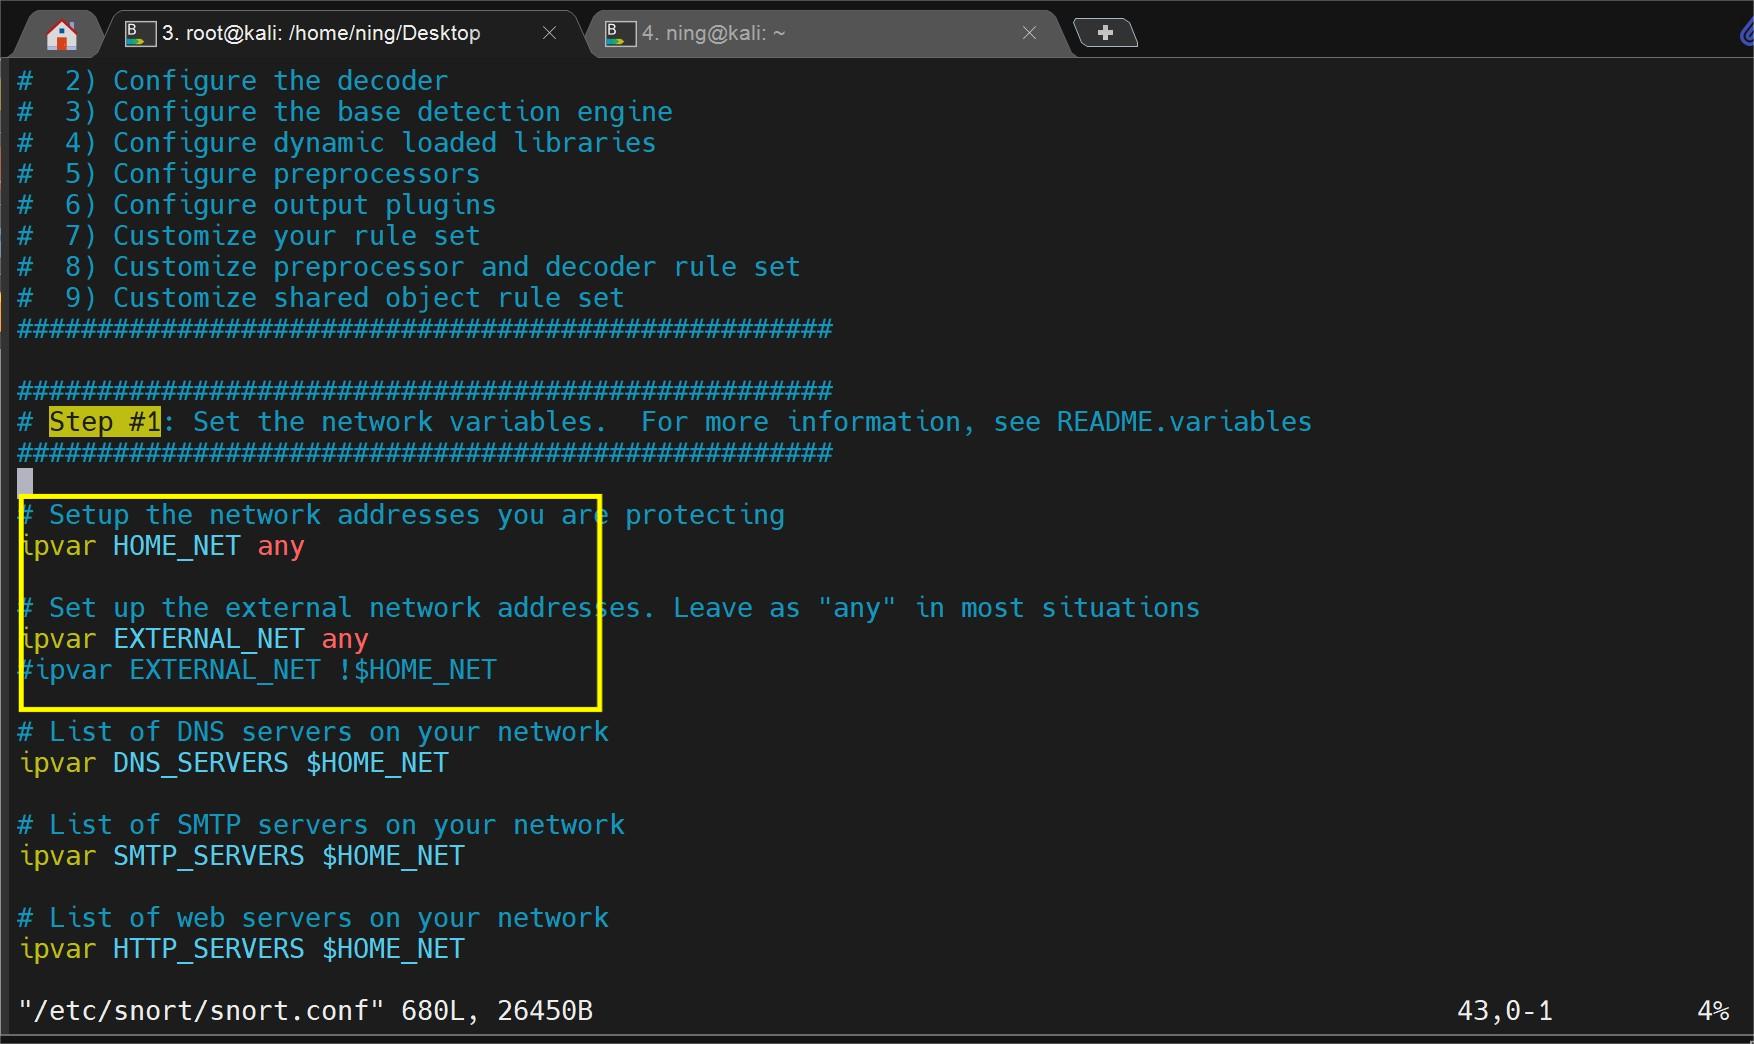 3. root@kali: /home/ning/Desktop
4. ning@kali: ~
#  2) Configure the decoder
#  3) Configure the base detection engine
#  4) Configure dynamic loaded libraries
#  5) Configure preprocessors
#  6) Configure output plugins
#  7) Customize your rule set
#  8) Customize preprocessor and decoder rule set
#  9) Customize shared object rule set
###################################################
###################################################
# Step #1: Set the network variables.  For more information, see README.variables
###################################################
# Setup the network addresses you are protecting
ipvar HOME_NET any
# Set up the external network addresses. Leave as "any" in most situations
ipvar EXTERNAL_NET any
#ipvar EXTERNAL_NET !$HOME_NET
# List of DNS servers on your network
ipvar DNS_SERVERS $HOME_NET
# List of SMTP servers on your network
ipvar SMTP_SERVERS $HOME_NET
# List of web servers on your network
ipvar HTTP_SERVERS $HOME_NET
"/etc/snort/snort.conf" 680L, 26450B 43,0-1 4%